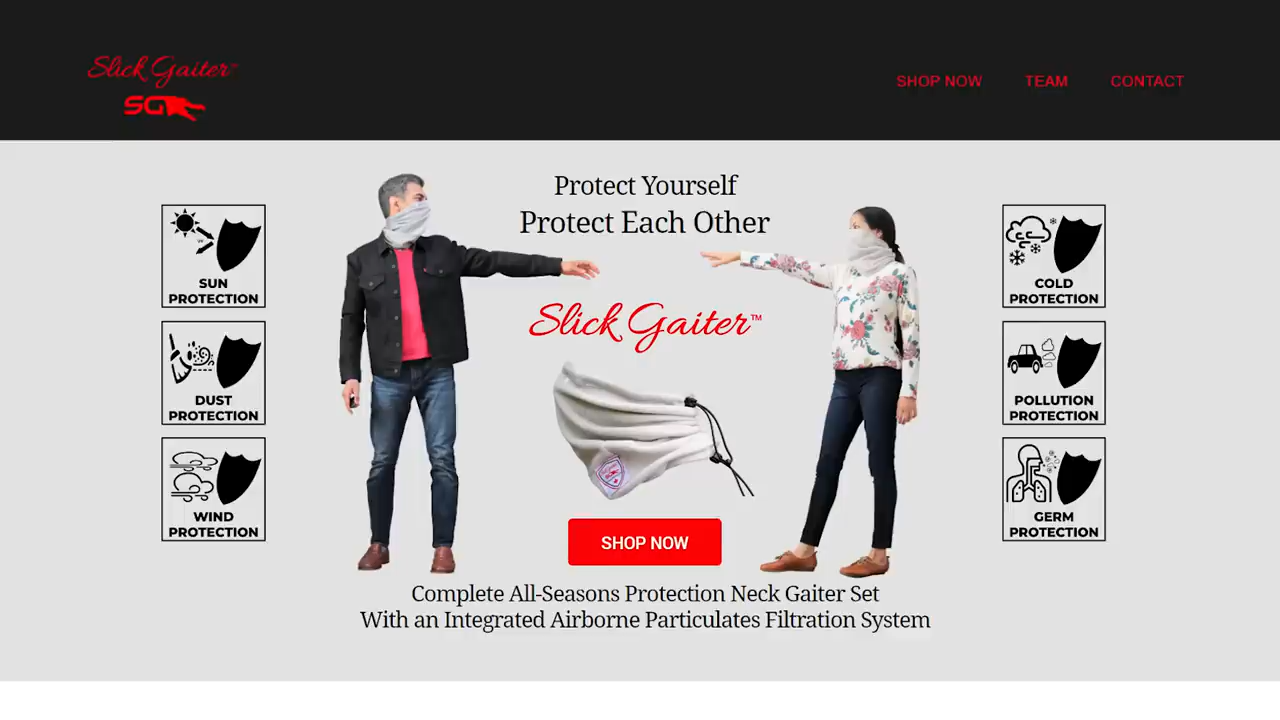 Slick Gaiter™
SG
SHOP NOW
TEAM
CONTACT
Protect Yourself
Protect Each Other
Slick Gaiter™
SUN
PROTECTION
DUST
PROTECTION
WIND
PROTECTION
COLD
PROTECTION
POLLUTION
PROTECTION
GERM
PROTECTION
SHOP NOW
Complete All-Seasons Protection Neck Gaiter Set
With an Integrated Airborne Particulates Filtration System